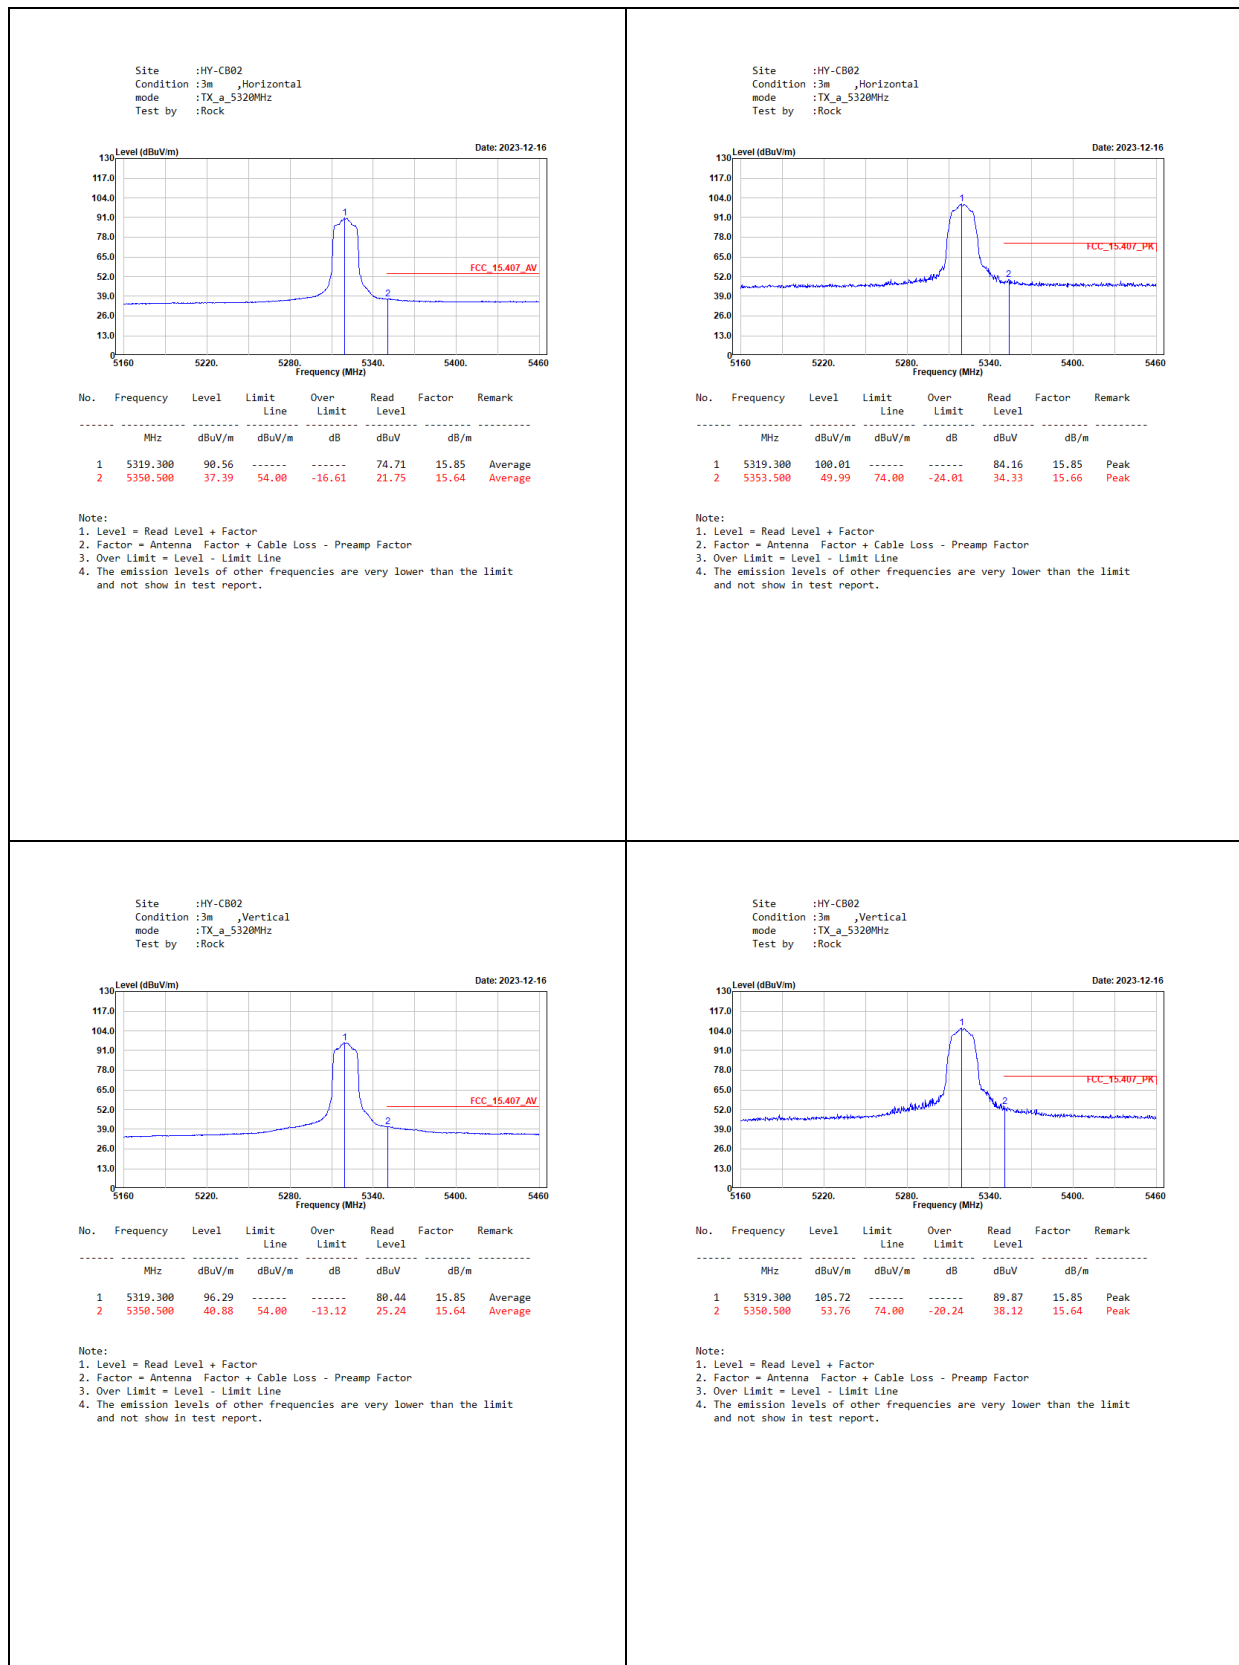 Site      :HY-CB02
Condition :3m    ,Horizontal
mode      :TX_a_5320MHz
Test by   :Rock
Level (dBuV/m) Date: 2023-12-16
130
117.0
104.0
91.0
78.0
65.0
FCC_15.407_AV
52.0
39.0
26.0
13.0
0
1
2
5160 5220. 5280. 5340. 5400. 5460
Frequency (MHz)
No. Frequency Level Limit Over Read Factor Remark
Line Limit Level
------ ----------- ------- -------- -------- ------- -------- ---------
MHz dBuV/m dBuV/m dB dBuV dB/m
1 5319.300 90.56 ------ ------ 74.71 15.85 Average
2 5350.500 37.39 54.00 -16.61 21.75 15.64 Average
Note:
1. Level = Read Level + Factor
2. Factor = Antenna  Factor + Cable Loss - Preamp Factor
3. Over Limit = Level - Limit Line
4. The emission levels of other frequencies are very lower than the limit
and not show in test report.
Site      :HY-CB02
Condition :3m    ,Horizontal
mode      :TX_a_5320MHz
Test by   :Rock
Level (dBuV/m) Date: 2023-12-16
130
117.0
104.0
91.0
78.0
FCC_15.407_PK
65.0
52.0
39.0
26.0
13.0
0
1
2
5160 5220. 5280. 5340. 5400. 5460
Frequency (MHz)
No. Frequency Level Limit Over Read Factor Remark
Line Limit Level
------ ----------- ------- -------- -------- ------- -------- ---------
MHz dBuV/m dBuV/m dB dBuV dB/m
1 5319.300 100.01 ------ ------ 84.16 15.85 Peak
2 5353.500 49.99 74.00 -24.01 34.33 15.66 Peak
Note:
1. Level = Read Level + Factor
2. Factor = Antenna  Factor + Cable Loss - Preamp Factor
3. Over Limit = Level - Limit Line
4. The emission levels of other frequencies are very lower than the limit
and not show in test report.
Site      :HY-CB02
Condition :3m    ,Vertical
mode      :TX_a_5320MHz
Test by   :Rock
Level (dBuV/m) Date: 2023-12-16
130
117.0
104.0
91.0
78.0
65.0
FCC_15.407_AV
52.0
39.0
26.0
13.0
0
1
2
5160 5220. 5280. 5340. 5400. 5460
Frequency (MHz)
No. Frequency Level Limit Over Read Factor Remark
Line Limit Level
------ ----------- ------- -------- -------- ------- -------- ---------
MHz dBuV/m dBuV/m dB dBuV dB/m
1 5319.300 96.29 ------ ------ 80.44 15.85 Average
2 5350.500 40.88 54.00 -13.12 25.24 15.64 Average
Note:
1. Level = Read Level + Factor
2. Factor = Antenna  Factor + Cable Loss - Preamp Factor
3. Over Limit = Level - Limit Line
4. The emission levels of other frequencies are very lower than the limit
and not show in test report.
Site      :HY-CB02
Condition :3m    ,Vertical
mode      :TX_a_5320MHz
Test by   :Rock
Level (dBuV/m) Date: 2023-12-16
130
117.0
104.0
91.0
78.0
FCC_15.407_PK
65.0
52.0
39.0
26.0
13.0
0
1
2
5160 5220. 5280. 5340. 5400. 5460
Frequency (MHz)
No. Frequency Level Limit Over Read Factor Remark
Line Limit Level
------ ----------- ------- -------- -------- ------- -------- ---------
MHz dBuV/m dBuV/m dB dBuV dB/m
1 5319.300 105.72 ------ ------ 89.87 15.85 Peak
2 5350.500 53.76 74.00 -20.24 38.12 15.64 Peak
Note:
1. Level = Read Level + Factor
2. Factor = Antenna  Factor + Cable Loss - Preamp Factor
3. Over Limit = Level - Limit Line
4. The emission levels of other frequencies are very lower than the limit
and not show in test report.